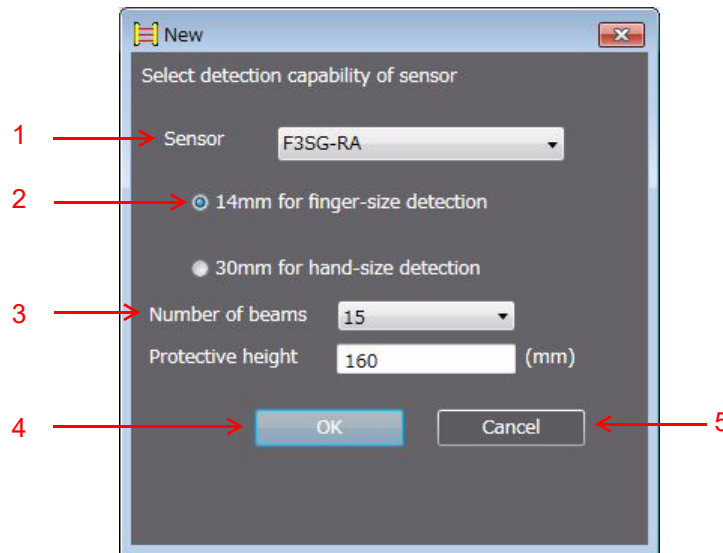 New
Select detection capability of sensor
1
Sensor F3SG-RA
2
14mm for finger-size detection
30mm for hand-size detection
3
Number of beams 15
Protective height 160 (mm)
4
OK Cancel
5